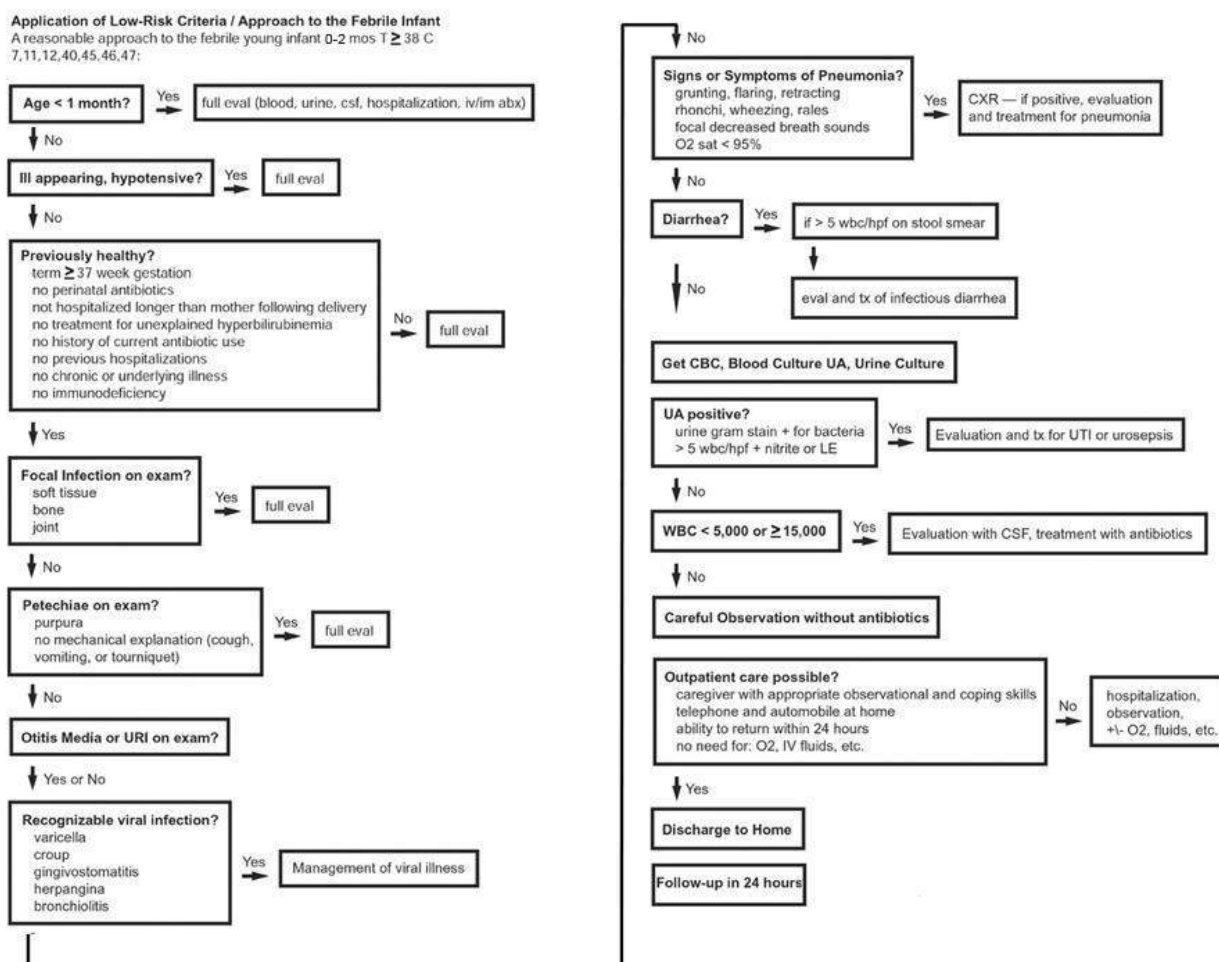 Application of Low-Risk Criteria / Approach to the Febrile Infant
A reasonable approach to the febrile young infant 0-2 mos T ≥ 38 C
7,11,12,40,45,46,47:
Age < 1 month?
Yes
full eval (blood, urine, csf, hospitalization, iv/im abx)
No
Ill appearing, hypotensive?
Yes
full eval
No
Previously healthy?
term ≥ 37 week gestation
no perinatal antibiotics
not hospitalized longer than mother following delivery
no treatment for unexplained hyperbilirubinemia
no history of current antibiotic use
no previous hospitalizations
no chronic or underlying illness
no immunodeficiency
No
full eval
Yes
Focal Infection on exam?
soft tissue
bone
joint
Yes
full eval
No
Petechiae on exam?
purpura
no mechanical explanation (cough,
vomiting, or tourniquet)
Yes
full eval
No
Otitis Media or URI on exam?
Yes or No
Recognizable viral infection?
varicella
croup
gingivostomatitis
herpangina
bronchiolitis
Yes
Management of viral illness
No
Signs or Symptoms of Pneumonia?
grunting, flaring, retracting
rhonchi, wheezing, rales
focal decreased breath sounds
O2 sat < 95%
Yes
CXR — if positive, evaluation
and treatment for pneumonia
No
Diarrhea?
Yes
if > 5 wbc/hpf on stool smear
eval and tx of infectious diarrhea
No
Get CBC, Blood Culture UA, Urine Culture
UA positive?
urine gram stain + for bacteria
> 5 wbc/hpf + nitrite or LE
Yes
Evaluation and tx for UTI or urosepsis
No
WBC < 5,000 or ≥ 15,000
Yes
Evaluation with CSF, treatment with antibiotics
No
Careful Observation without antibiotics
Outpatient care possible?
caregiver with appropriate observational and coping skills
telephone and automobile at home
ability to return within 24 hours
no need for: O2, IV fluids, etc.
No
hospitalization,
observation,
+\- O2, fluids, etc.
Yes
Discharge to Home
Follow-up in 24 hours